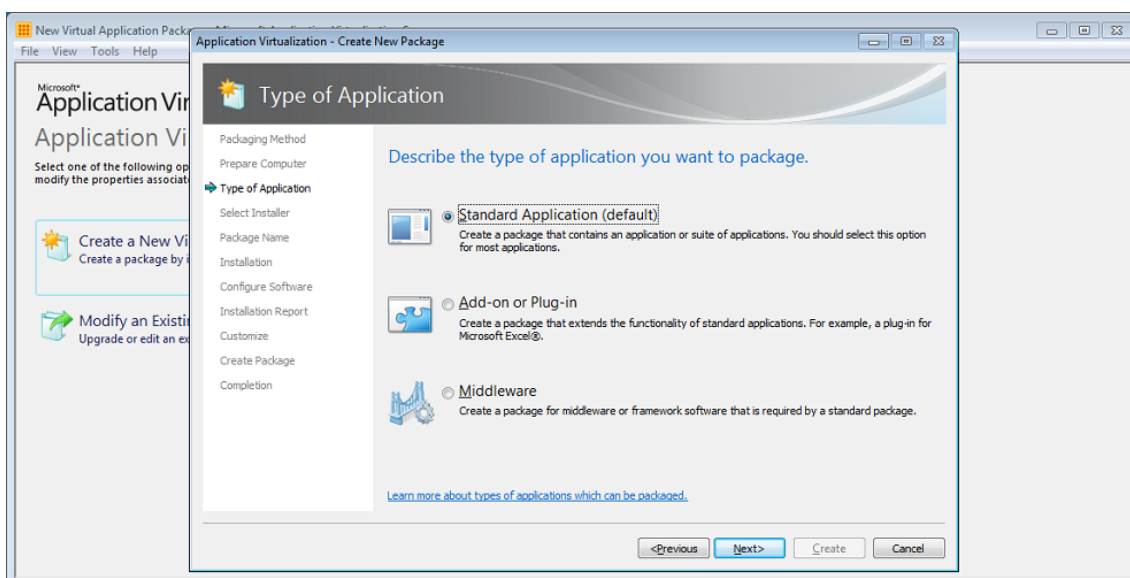 New Virtual Application Packa
File View Tools Help
Microsoft®
Application Vir
Application Vi
Select one of the following op
modify the properties associat
Create a New Vi
Create a package by i
Modify an Existi
Upgrade or edit an ex
Application Virtualization - Create New Package
Type of Application
Packaging Method
Prepare Computer
Type of Application
Select Installer
Package Name
Installation
Configure Software
Installation Report
Customize
Create Package
Completion
Describe the type of application you want to package.
Standard Application (default)
Create a package that contains an application or suite of applications. You should select this option
for most applications.
Add-on or Plug-in
Create a package that extends the functionality of standard applications. For example, a plug-in for
Microsoft Excel®.
Middleware
Create a package for middleware or framework software that is required by a standard package.
Learn more about types of applications which can be packaged.
<Previous Next> Create Cancel